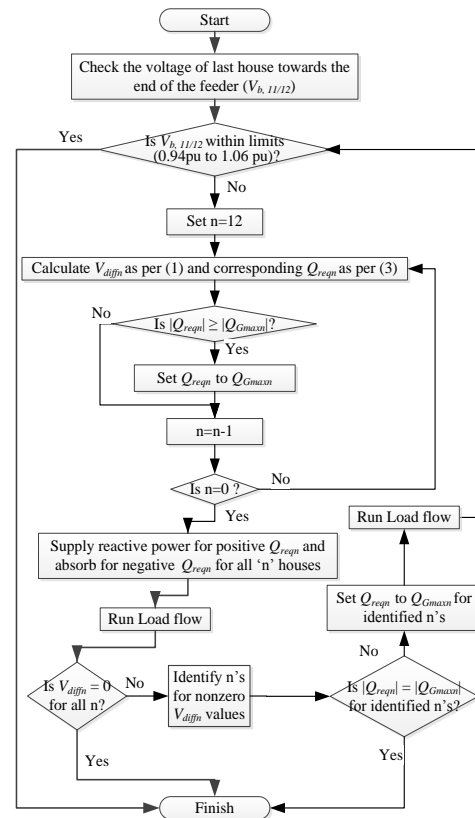 Start
Check the voltage of last house towards the
end of the feeder (Vb, 11/12)
Yes
Is Vb, 11/12 within limits
(0.94pu to 1.06 pu)?
No
Set n=12
Calculate Vdiffn as per (1) and corresponding Qreqn as per (3)
No
Is |Qreqn| ≥ |QGmaxn|?
Yes
Set Qreqn to QGmaxn
n=n-1
Is n=0 ?
No
Yes
Supply reactive power for positive Qreqn and
absorb for negative Qreqn for all ‘n’ houses
Run Load flow
Is Vdiffn = 0
for all n?
No
Yes
Identify n's
for nonzero
Vdiffn values
Is |Qreqn| = |QGmaxn|
for identified n's?
No
Yes
Set Qreqn to QGmaxn for
identified n's
Run Load flow
Finish